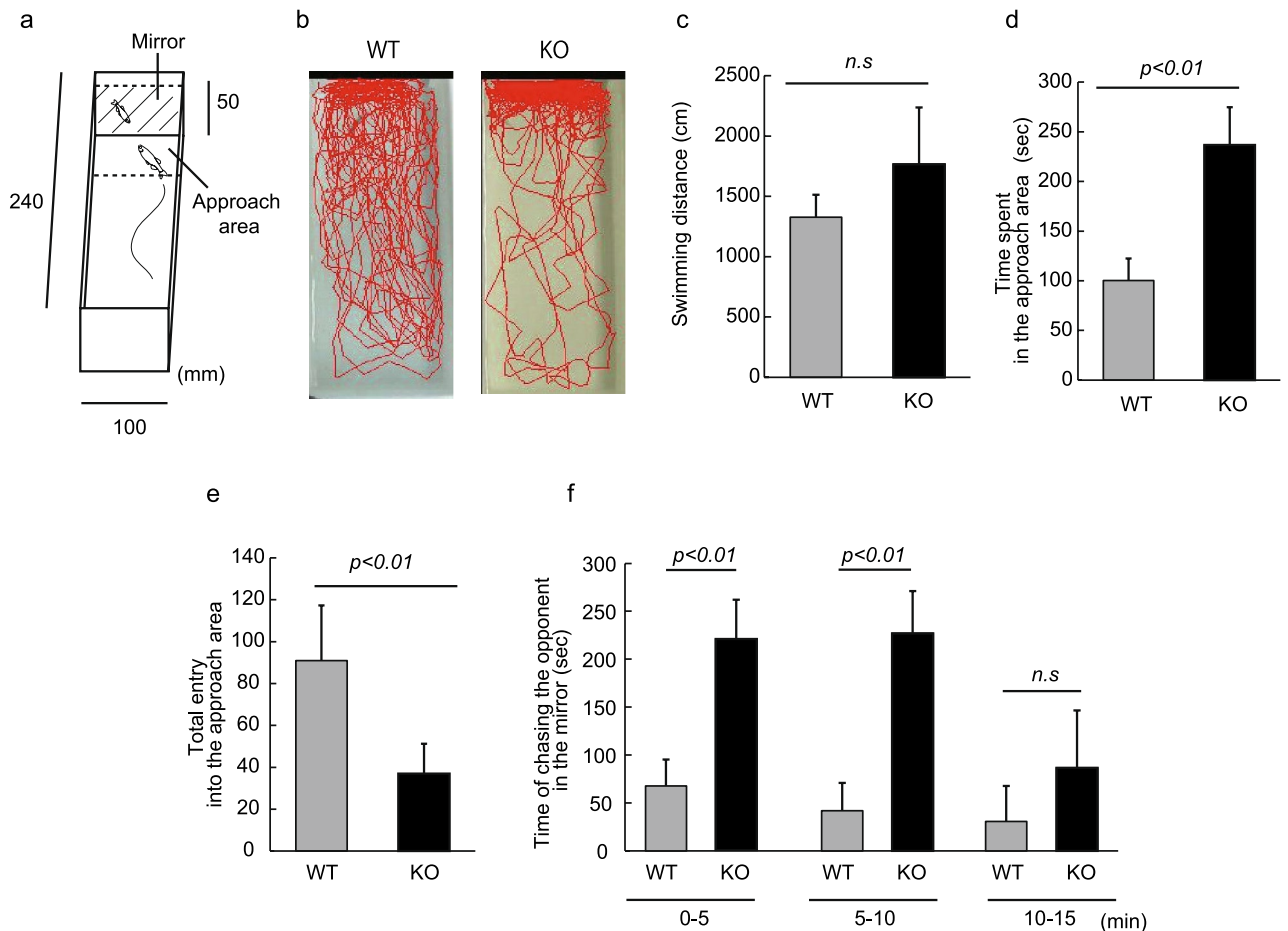 a
Mirror
50
240
Approach
area
(mm)
100
b
WT
KO
c
Swimming distance (cm)
2500
2000
1500
1000
500
0
n.s
WT
KO
d
Time spent
in the approach area (sec)
300
250
200
150
100
50
0
p<0.01
WT
KO
e
Total entry
into the approach area
140
120
100
80
60
40
20
0
p<0.01
WT
KO
f
Time of chasing the opponent
in the mirror (sec)
300
250
200
150
100
50
0
p<0.01
p<0.01
n.s
WT
KO
WT
KO
WT
KO
0-5
5-10
10-15
(min)